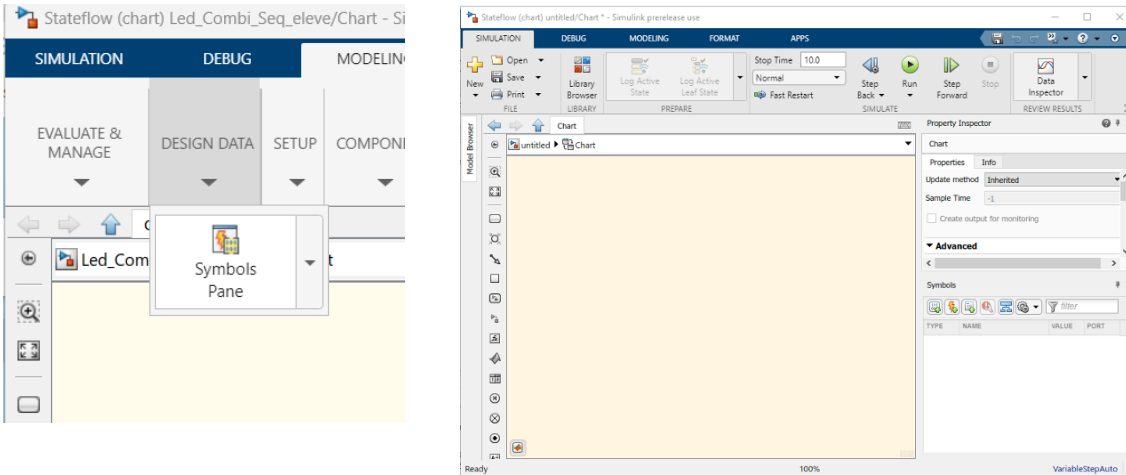 Stateflow (chart) Led_Combi_Seq_eleve/Chart - Si
SIMULATION DEBUG MODELING
EVALUATE &
MANAGE
DESIGN DATA SETUP COMPONE
Led_Com t
Symbols
Pane
Stateflow (chart) untitled/Chart * - Simulink prerelease use
SIMULATION DEBUG MODELING FORMAT APPS
New
Open
Save
Print
FILE
Library
Browser
LIBRARY
Log Active
State
Log Active
Leaf State
PREPARE
Stop Time 10.0
Normal
Fast Restart
Step
Back
Run
Step
Forward
Stop
SIMULATE
Data
Inspector
REVIEW RESULTS
Model Browser
Chart
untitled Chart
Property Inspector
Chart
Properties Info
Update method Inherited
Sample Time -1
Create output for monitoring
Advanced
Symbols
filter
TYPE NAME VALUE PORT
Ready 100% VariableStepAuto